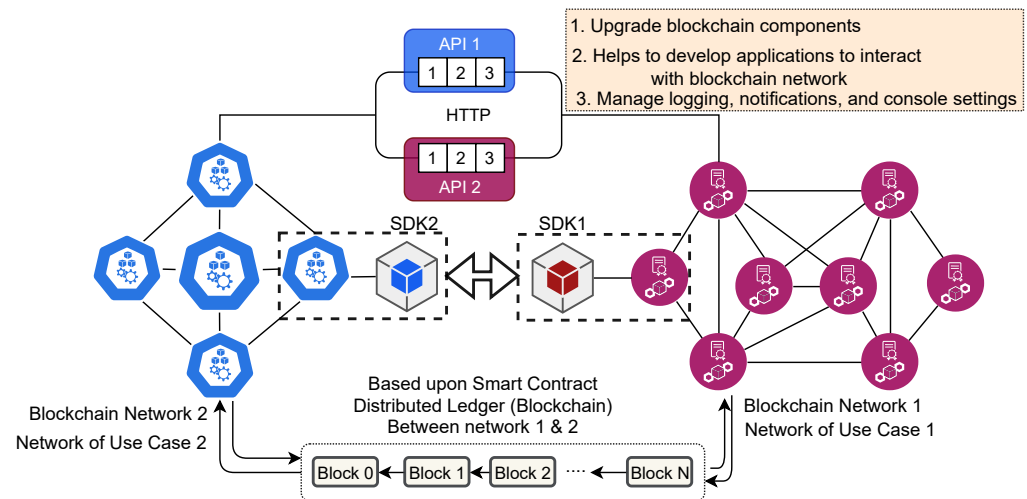 API 1
1 2 3
HTTP
1 2 3
API 2
1. Upgrade blockchain components
2. Helps to develop applications to interact
with blockchain network
3. Manage logging, notifications, and console settings
SDK2
SDK1
Based upon Smart Contract
Distributed Ledger (Blockchain)
Between network 1 & 2
Blockchain Network 2
Network of Use Case 2
Blockchain Network 1
Network of Use Case 1
Block 0
Block 1
Block 2
....
Block N